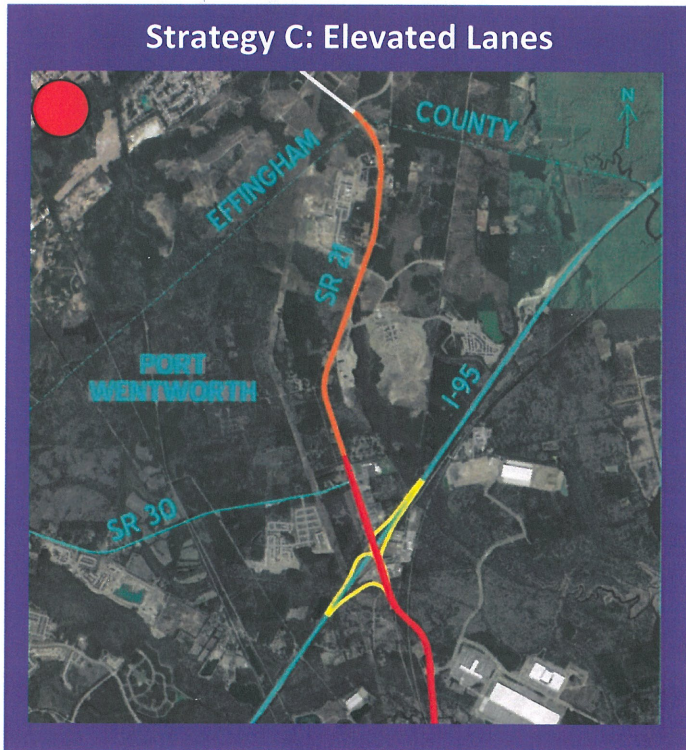 Strategy C: Elevated Lanes
N
COUNTY
EFFINGHAM
SR 21
PORT
WENTWORTH
I-95
SR 30